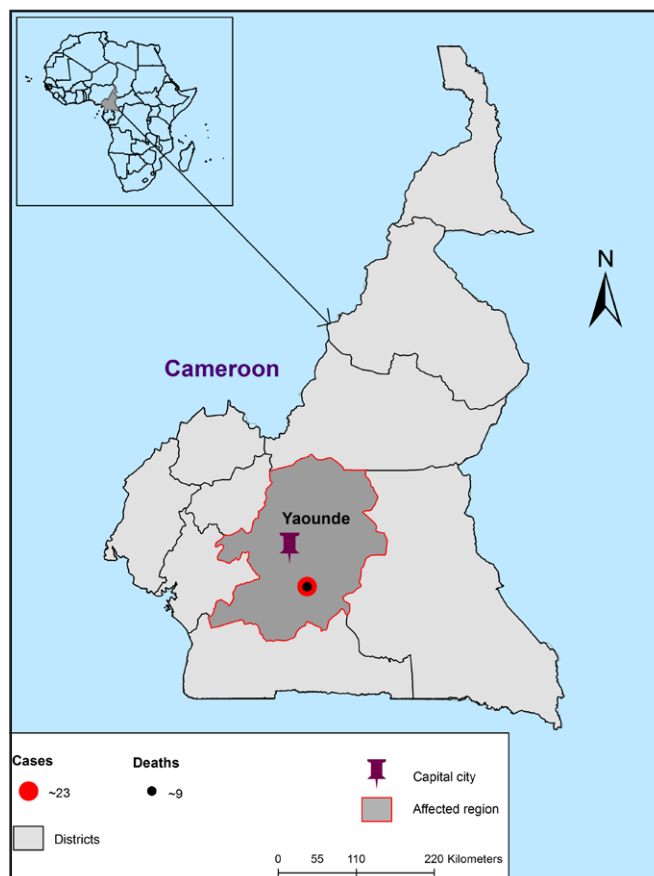 N
Cameroon
Yaounde
Cases
Deaths
~23
~9
Capital city
Affected region
Districts
0 55 110 220 Kilometers